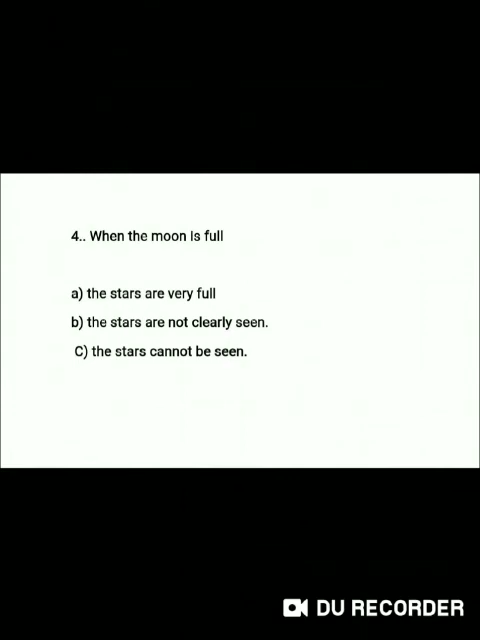 4.. When the moon is full
a) the stars are very full
b) the stars are not clearly seen.
C) the stars cannot be seen.
DU RECORDER